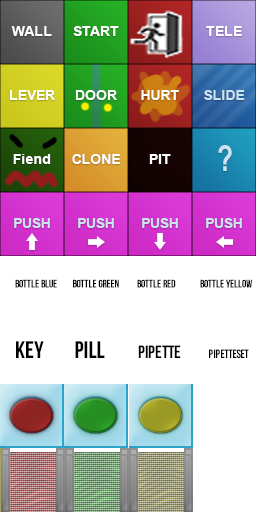 WALL START TELE
LEVER DOOR HURT SLIDE
Fiend CLONE PIT ?
PUSH PUSH PUSH PUSH
BOTTLE BLUE BOTTLE GREEN BOTTLE RED BOTTLE YELLOW
KEY PILL PIPETTE PIPETTESET